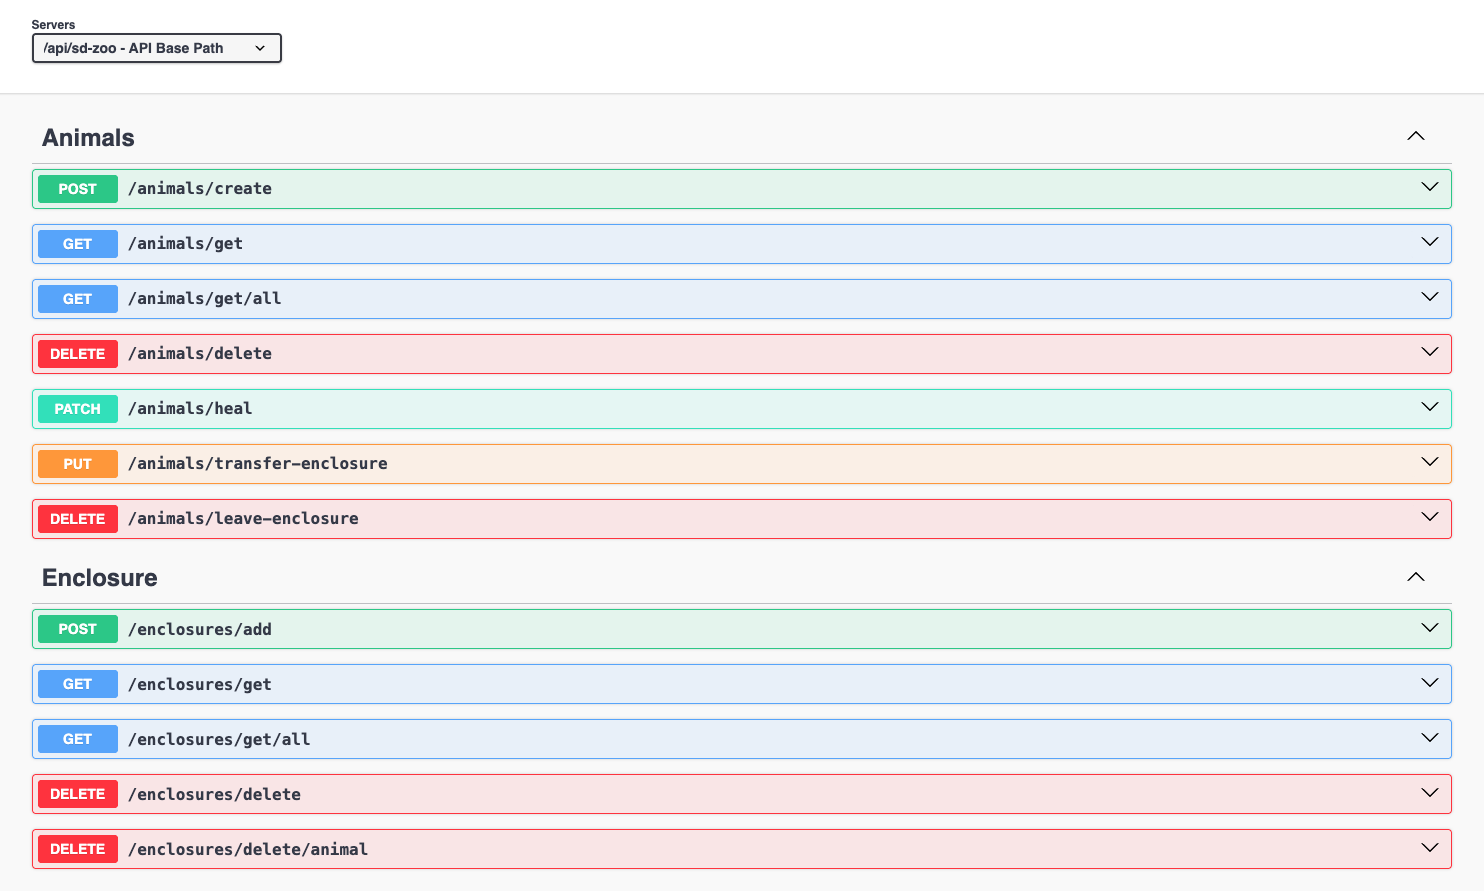 Servers
/api/sd-zoo - API Base Path
Animals
POST /animals/create
GET /animals/get
GET /animals/get/all
DELETE /animals/delete
PATCH /animals/heal
PUT /animals/transfer-enclosure
DELETE /animals/leave-enclosure
Enclosure
POST /enclosures/add
GET /enclosures/get
GET /enclosures/get/all
DELETE /enclosures/delete
DELETE /enclosures/delete/animal